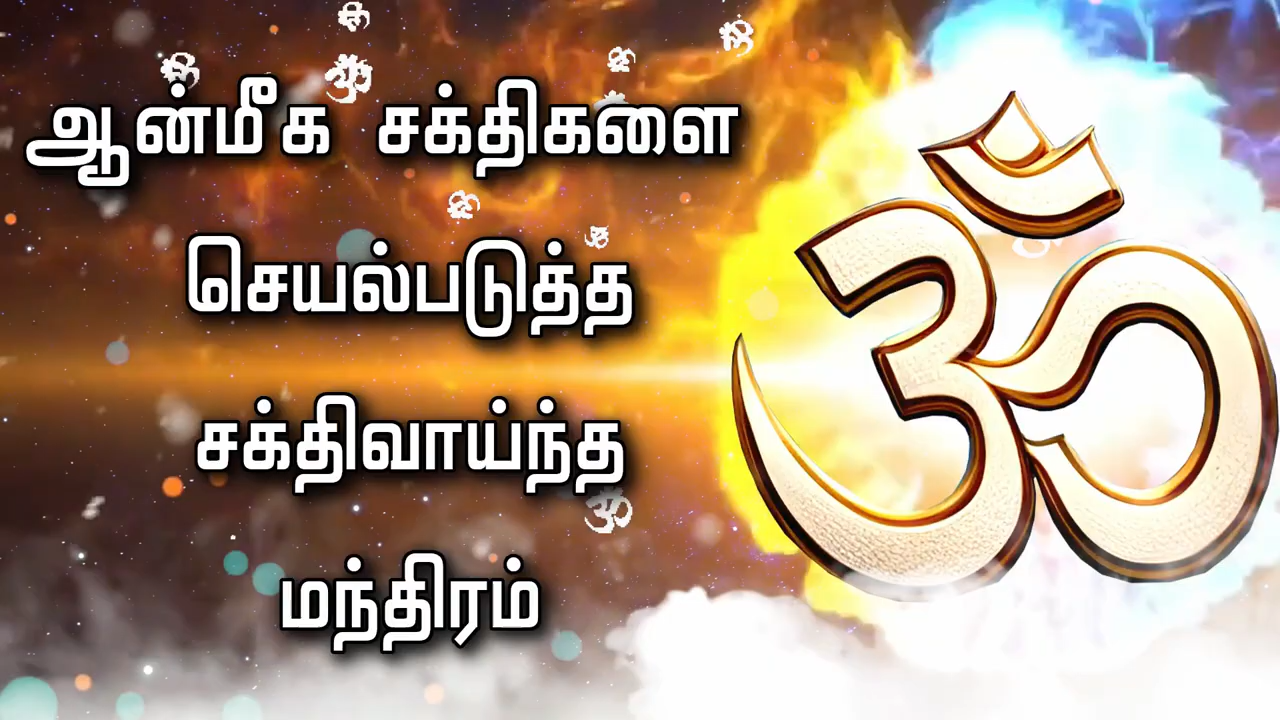 ஆன்மீக சக்திகளை
செயல்படுத்த
சக்திவாய்ந்த
மந்திரம்
ॐ